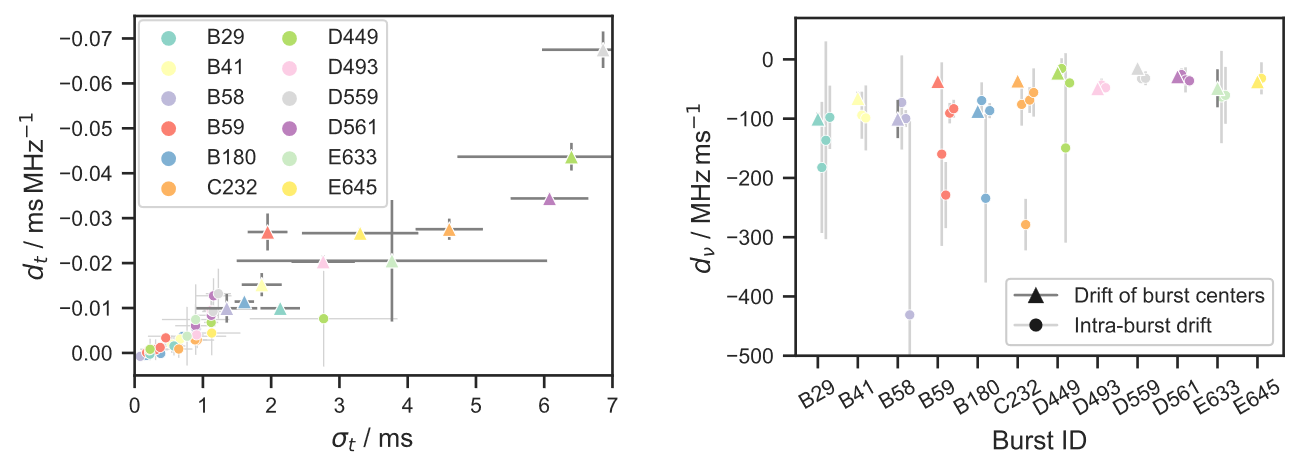 −0.07
−0.06
−0.05
−0.04
−0.03
−0.02
−0.01
0.00
d_t / ms MHz⁻¹
B29
B41
B58
B59
B180
C232
D449
D493
D559
D561
E633
E645
0 1 2 3 4 5 6 7
σ_t / ms
0
−100
−200
−300
−400
−500
d_ν / MHz ms⁻¹
Drift of burst centers
Intra-burst drift
B29 B41 B58 B59 B180 C232 D449 D493 D559 D561 E633 E645
Burst ID